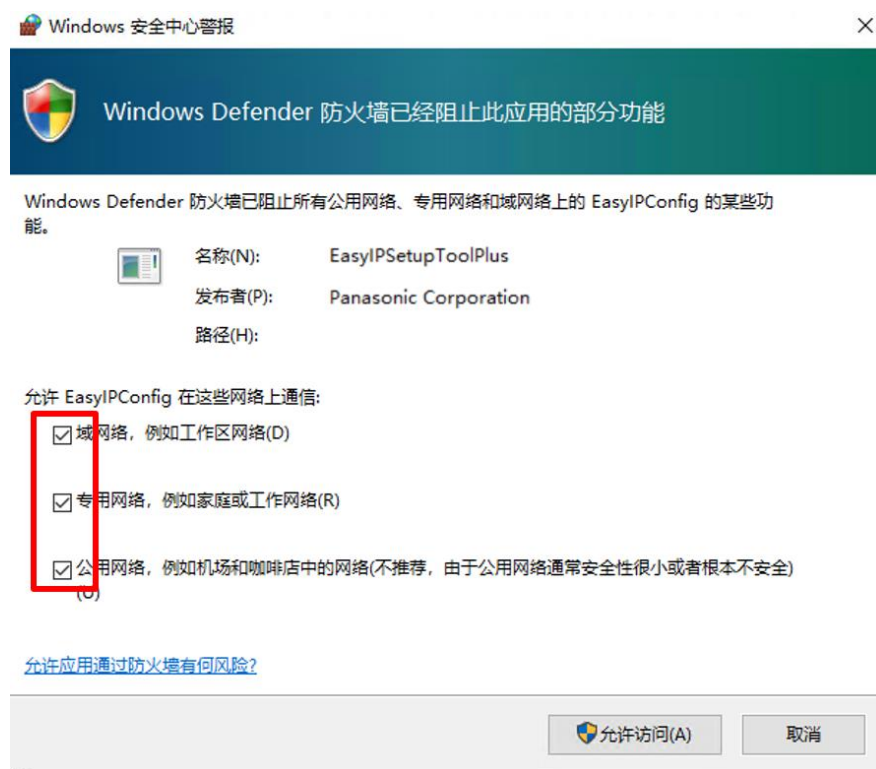 Windows 安全中心警报
Windows Defender 防火墙已经阻止此应用的部分功能
Windows Defender 防火墙已阻止所有公用网络、专用网络和域网络上的 EasyIPConfig 的某些功
能。
名称(N): EasyIPSetupToolPlus
发布者(P): Panasonic Corporation
路径(H):
允许 EasyIPConfig 在这些网络上通信:
域网络，例如工作区网络(D)
专用网络，例如家庭或工作网络(R)
公用网络，例如机场和咖啡店中的网络(不推荐，由于公用网络通常安全性很小或者根本不安全)
(U)
允许应用通过防火墙有何风险?
允许访问(A) 取消